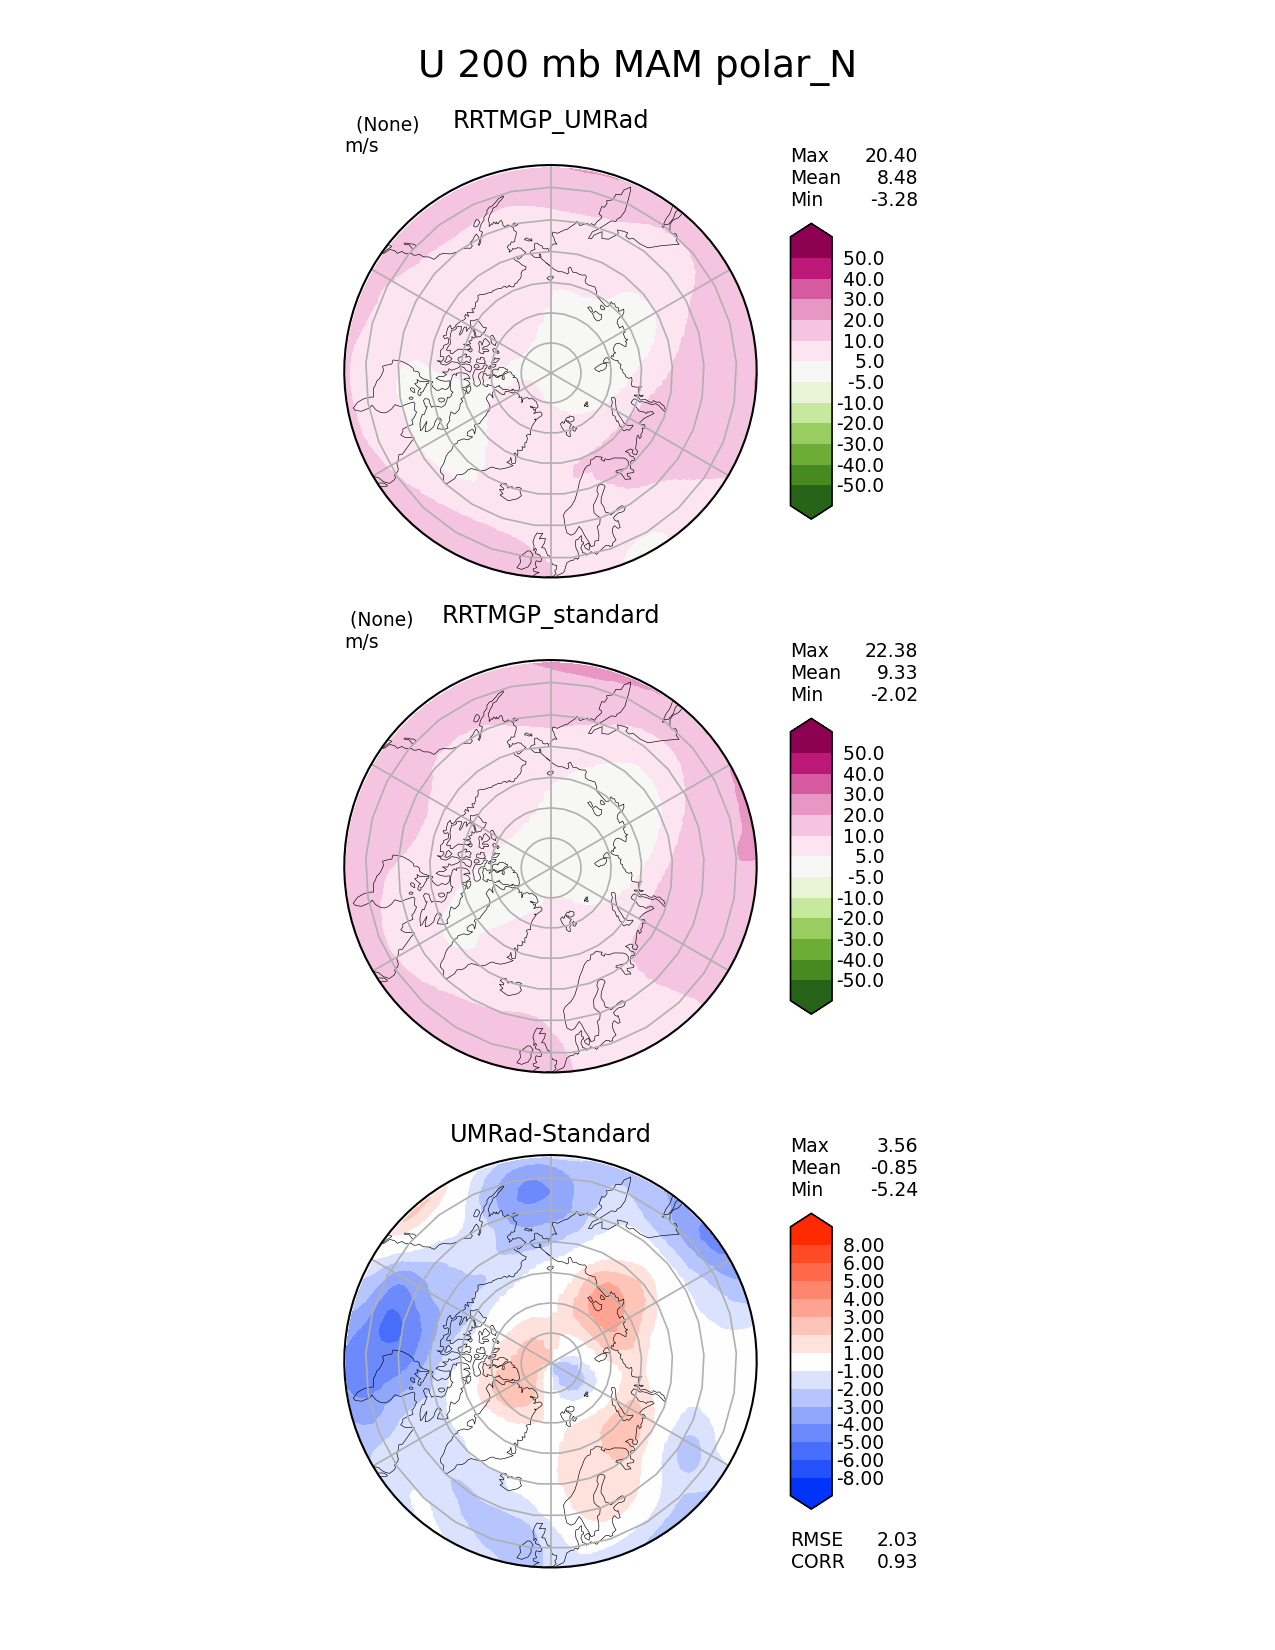 U 200 mb MAM polar_N
(None) RRTMGP_UMRad
m/s
Max 20.40
Mean 8.48
Min -3.28
50.0
40.0
30.0
20.0
10.0
5.0
-5.0
-10.0
-20.0
-30.0
-40.0
-50.0
(None) RRTMGP_standard
m/s
Max 22.38
Mean 9.33
Min -2.02
50.0
40.0
30.0
20.0
10.0
5.0
-5.0
-10.0
-20.0
-30.0
-40.0
-50.0
UMRad-Standard
Max 3.56
Mean -0.85
Min -5.24
8.00
6.00
5.00
4.00
3.00
2.00
1.00
-1.00
-2.00
-3.00
-4.00
-5.00
-6.00
-8.00
RMSE 2.03
CORR 0.93